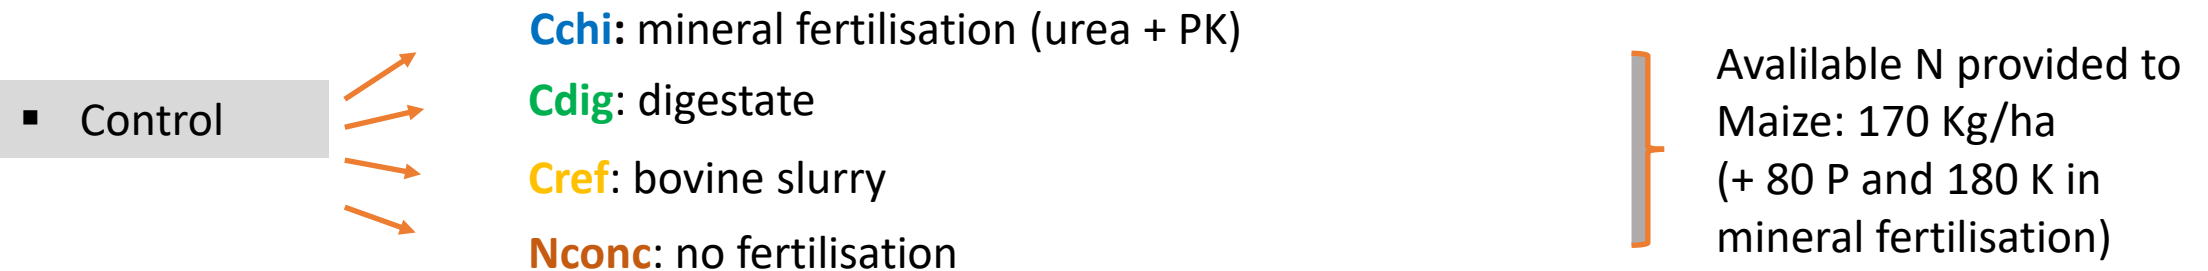 ▪ Control
Cchi: mineral fertilisation (urea + PK)
Cdig: digestate
Cref: bovine slurry
Nconc: no fertilisation
Avalilable N provided to
Maize: 170 Kg/ha
(+ 80 P and 180 K in
mineral fertilisation)